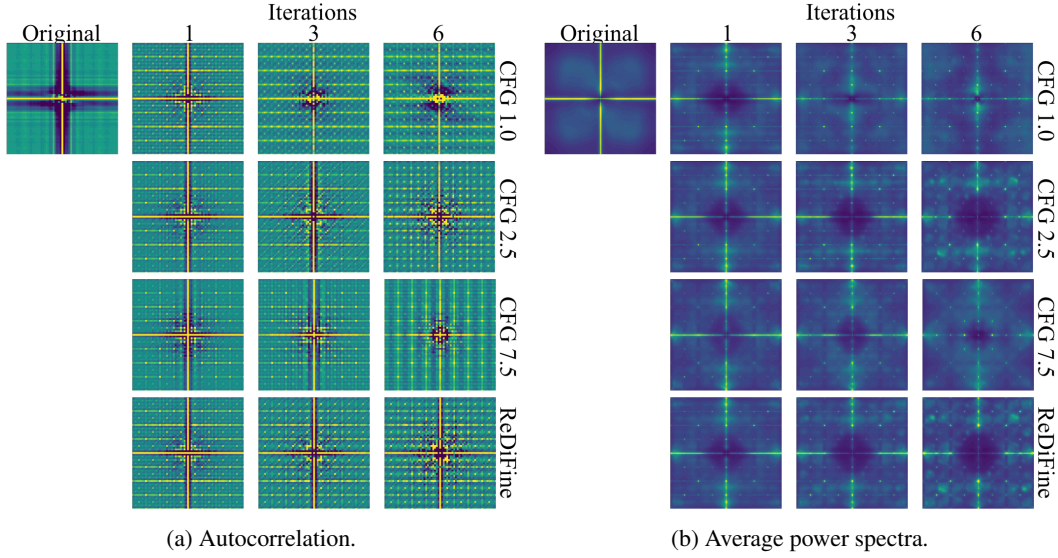 Iterations
Original 1 3 6
CFG 1.0
CFG 2.5
CFG 7.5
ReDiFine
(a) Autocorrelation.
Iterations
Original 1 3 6
CFG 1.0
CFG 2.5
CFG 7.5
ReDiFine
(b) Average power spectra.